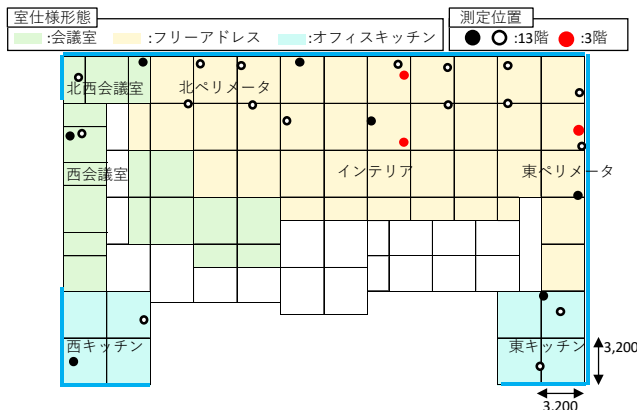 室仕様形態
:会議室 :フリーアドレス :オフィスキッチン
測定位置
:13階 :3階
北西会議室
北ペリメータ
西会議室
インテリア
東ペリメータ
西キッチン
東キッチン
3,200
3,200